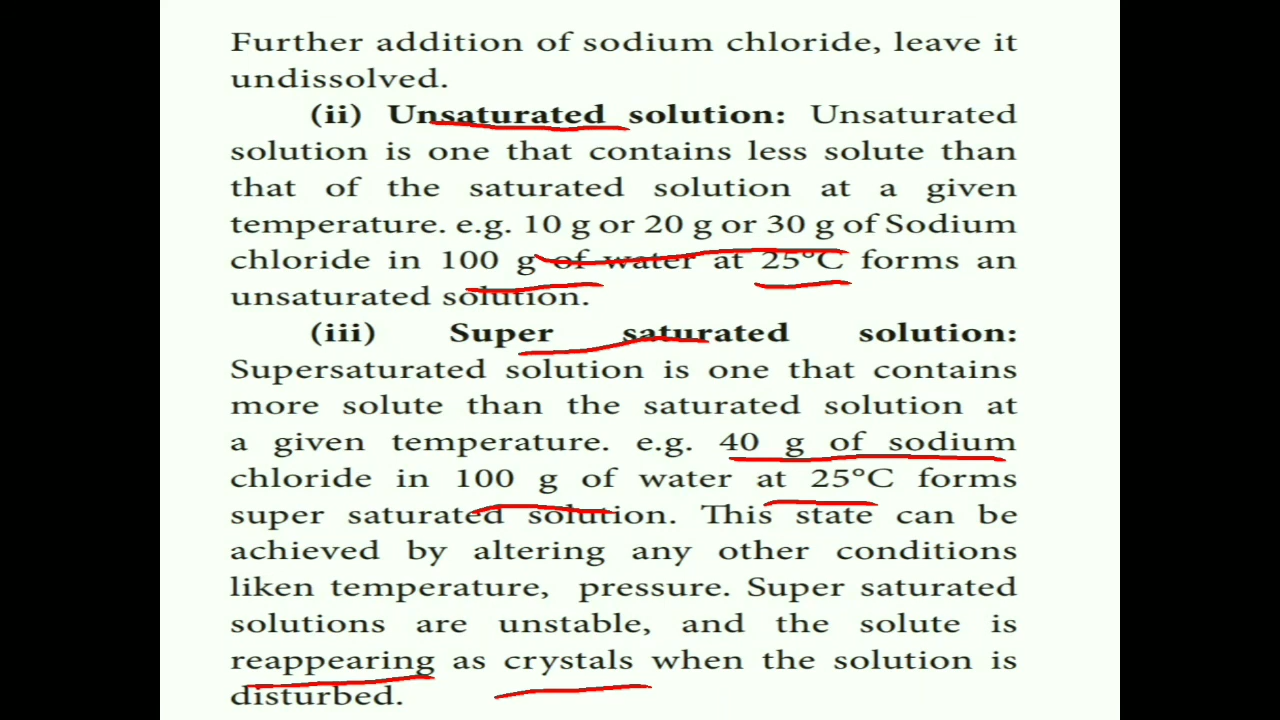 Further addition of sodium chloride, leave it
undissolved.
(ii) Unsaturated solution: Unsaturated
solution is one that contains less solute than
that of the saturated solution at a given
temperature. e.g. 10 g or 20 g or 30 g of Sodium
chloride in 100 g of water at 25°C forms an
unsaturated solution.
(iii) Super saturated solution:
Supersaturated solution is one that contains
more solute than the saturated solution at
a given temperature. e.g. 40 g of sodium
chloride in 100 g of water at 25°C forms
super saturated solution. This state can be
achieved by altering any other conditions
liken temperature, pressure. Super saturated
solutions are unstable, and the solute is
reappearing as crystals when the solution is
disturbed.